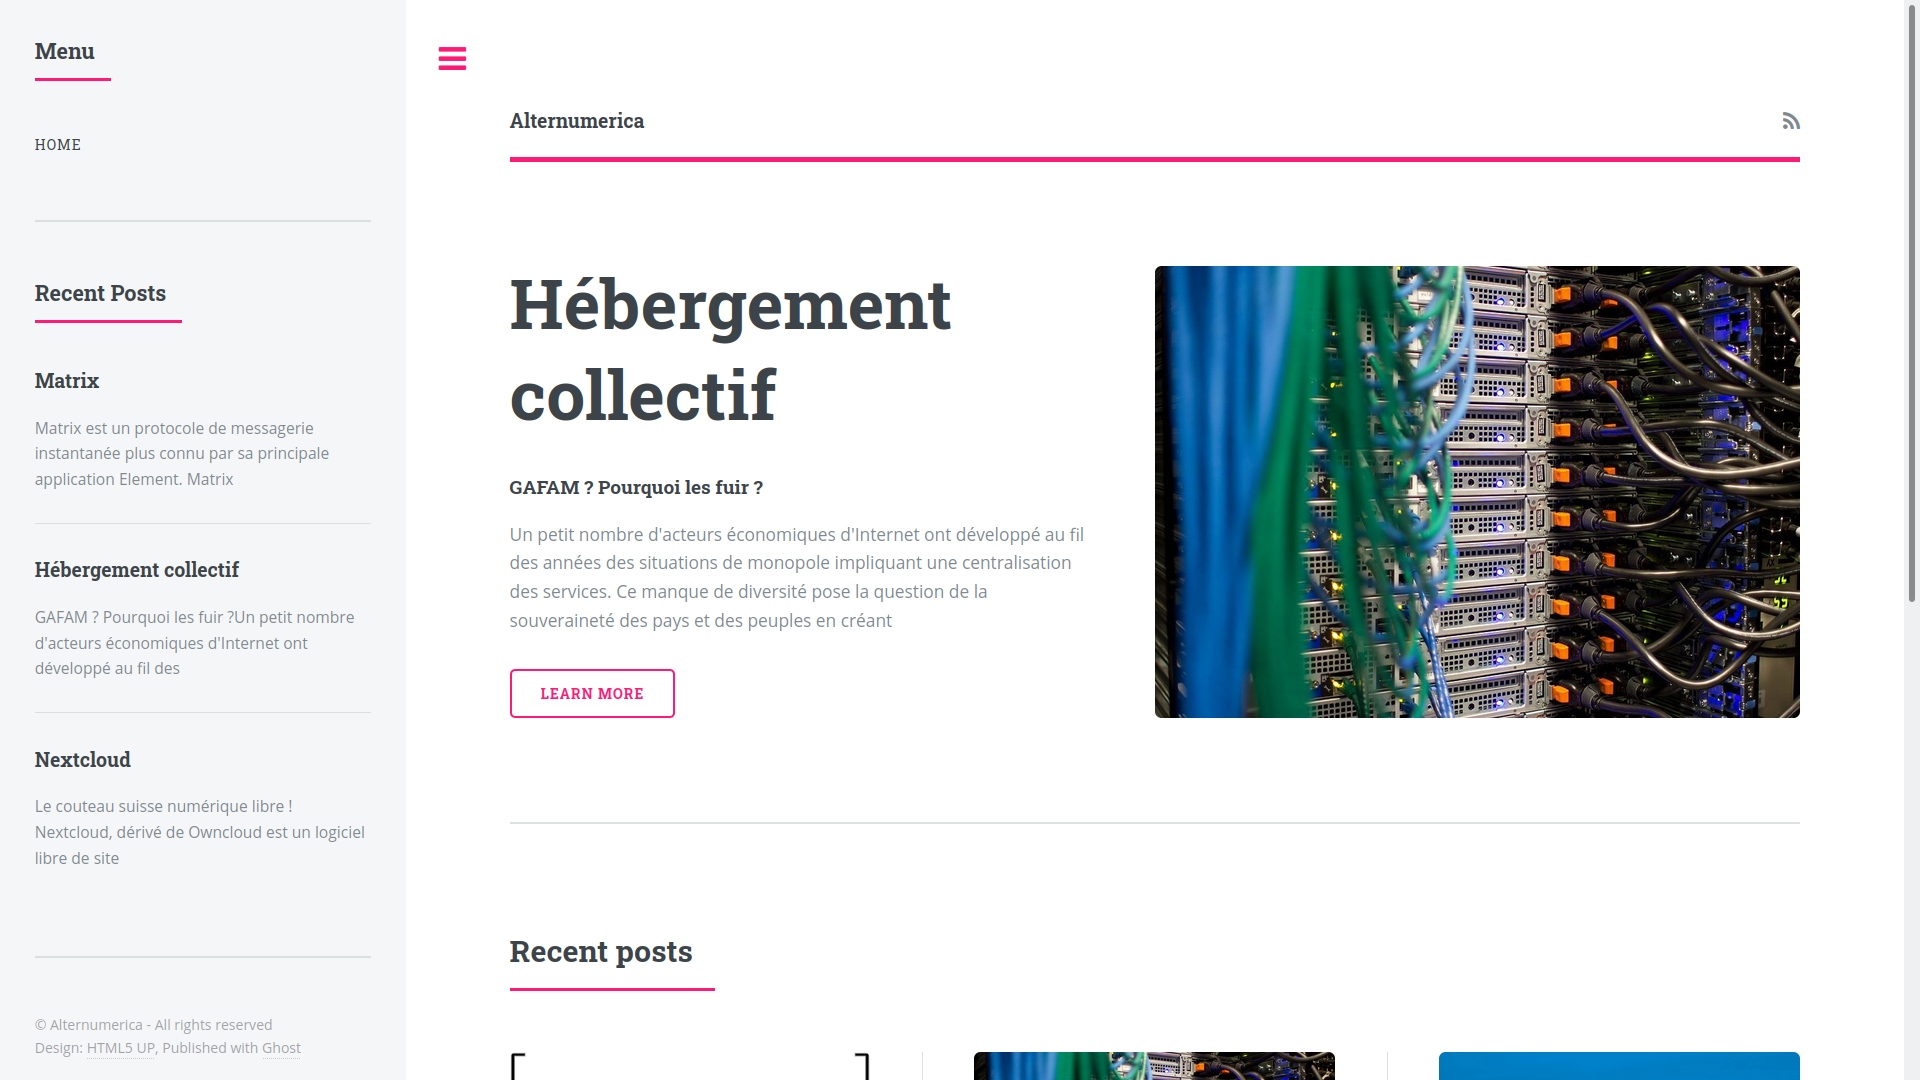 Menu
HOME
Recent Posts
Matrix
Matrix est un protocole de messagerie
instantanée plus connu par sa principale
application Element. Matrix
Hébergement collectif
GAFAM ? Pourquoi les fuir ?Un petit nombre
d'acteurs économiques d'Internet ont
développé au fil des
Nextcloud
Le couteau suisse numérique libre !
Nextcloud, dérivé de Owncloud est un logiciel
libre de site
© Alternumerica - All rights reserved
Design: HTML5 UP, Published with Ghost
Alternumerica
Hébergement
collectif
GAFAM ? Pourquoi les fuir ?
Un petit nombre d'acteurs économiques d'Internet ont développé au fil
des années des situations de monopole impliquant une centralisation
des services. Ce manque de diversité pose la question de la
souveraineté des pays et des peuples en créant
LEARN MORE
Recent posts